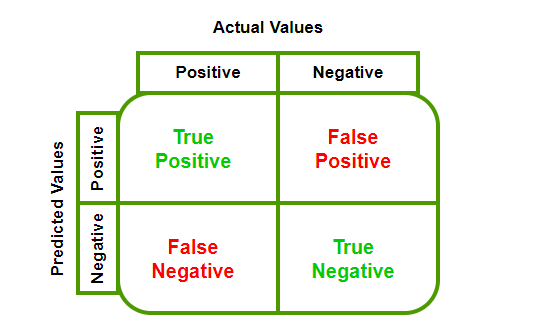 Actual Values
Positive Negative
Predicted Values
Positive
True False
Positive Positive
Negative
False True
Negative Negative